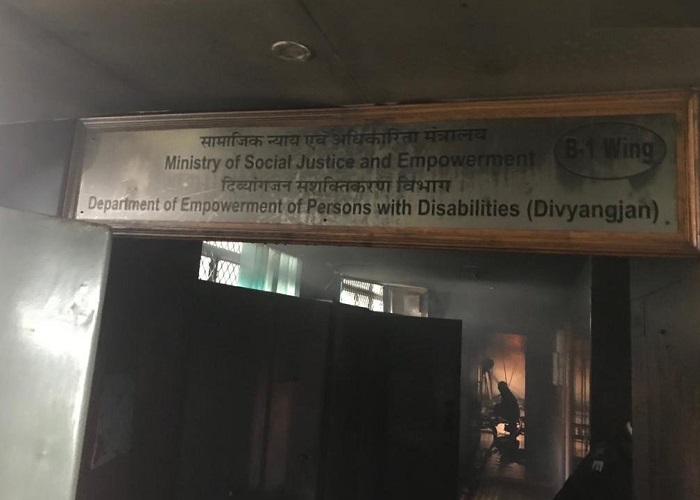 सामाजिक न्याय एवं अधिकारिता मंत्रालय
Ministry of Social Justice and Empowerment
B-1 Wing
दिव्यांगजन सशक्तिकरण विभाग
Department of Empowerment of Persons with Disabilities (Divyangjan)